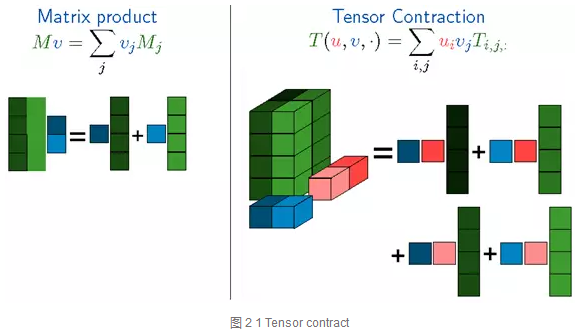 Matrix product
Mv = ∑_j v_j M_j
=
+
Tensor Contraction
T(u, v, ·) = ∑_{i,j} u_i v_j T_{i,j,:}
=
+
+
+
图 2 1 Tensor contract